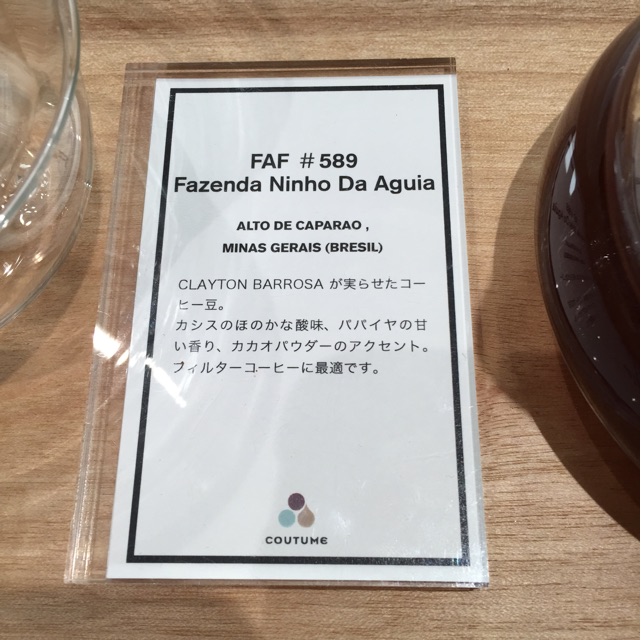 FAF #589
Fazenda Ninho Da Aguia
ALTO DE CAPARAO ,
MINAS GERAIS (BRESIL)
CLAYTON BARROSA が実らせたコー
ヒー豆。
カシスのほのかな酸味、パパイヤの甘
い香り、カカオパウダーのアクセント。
フィルターコーヒーに最適です。
COUTUME